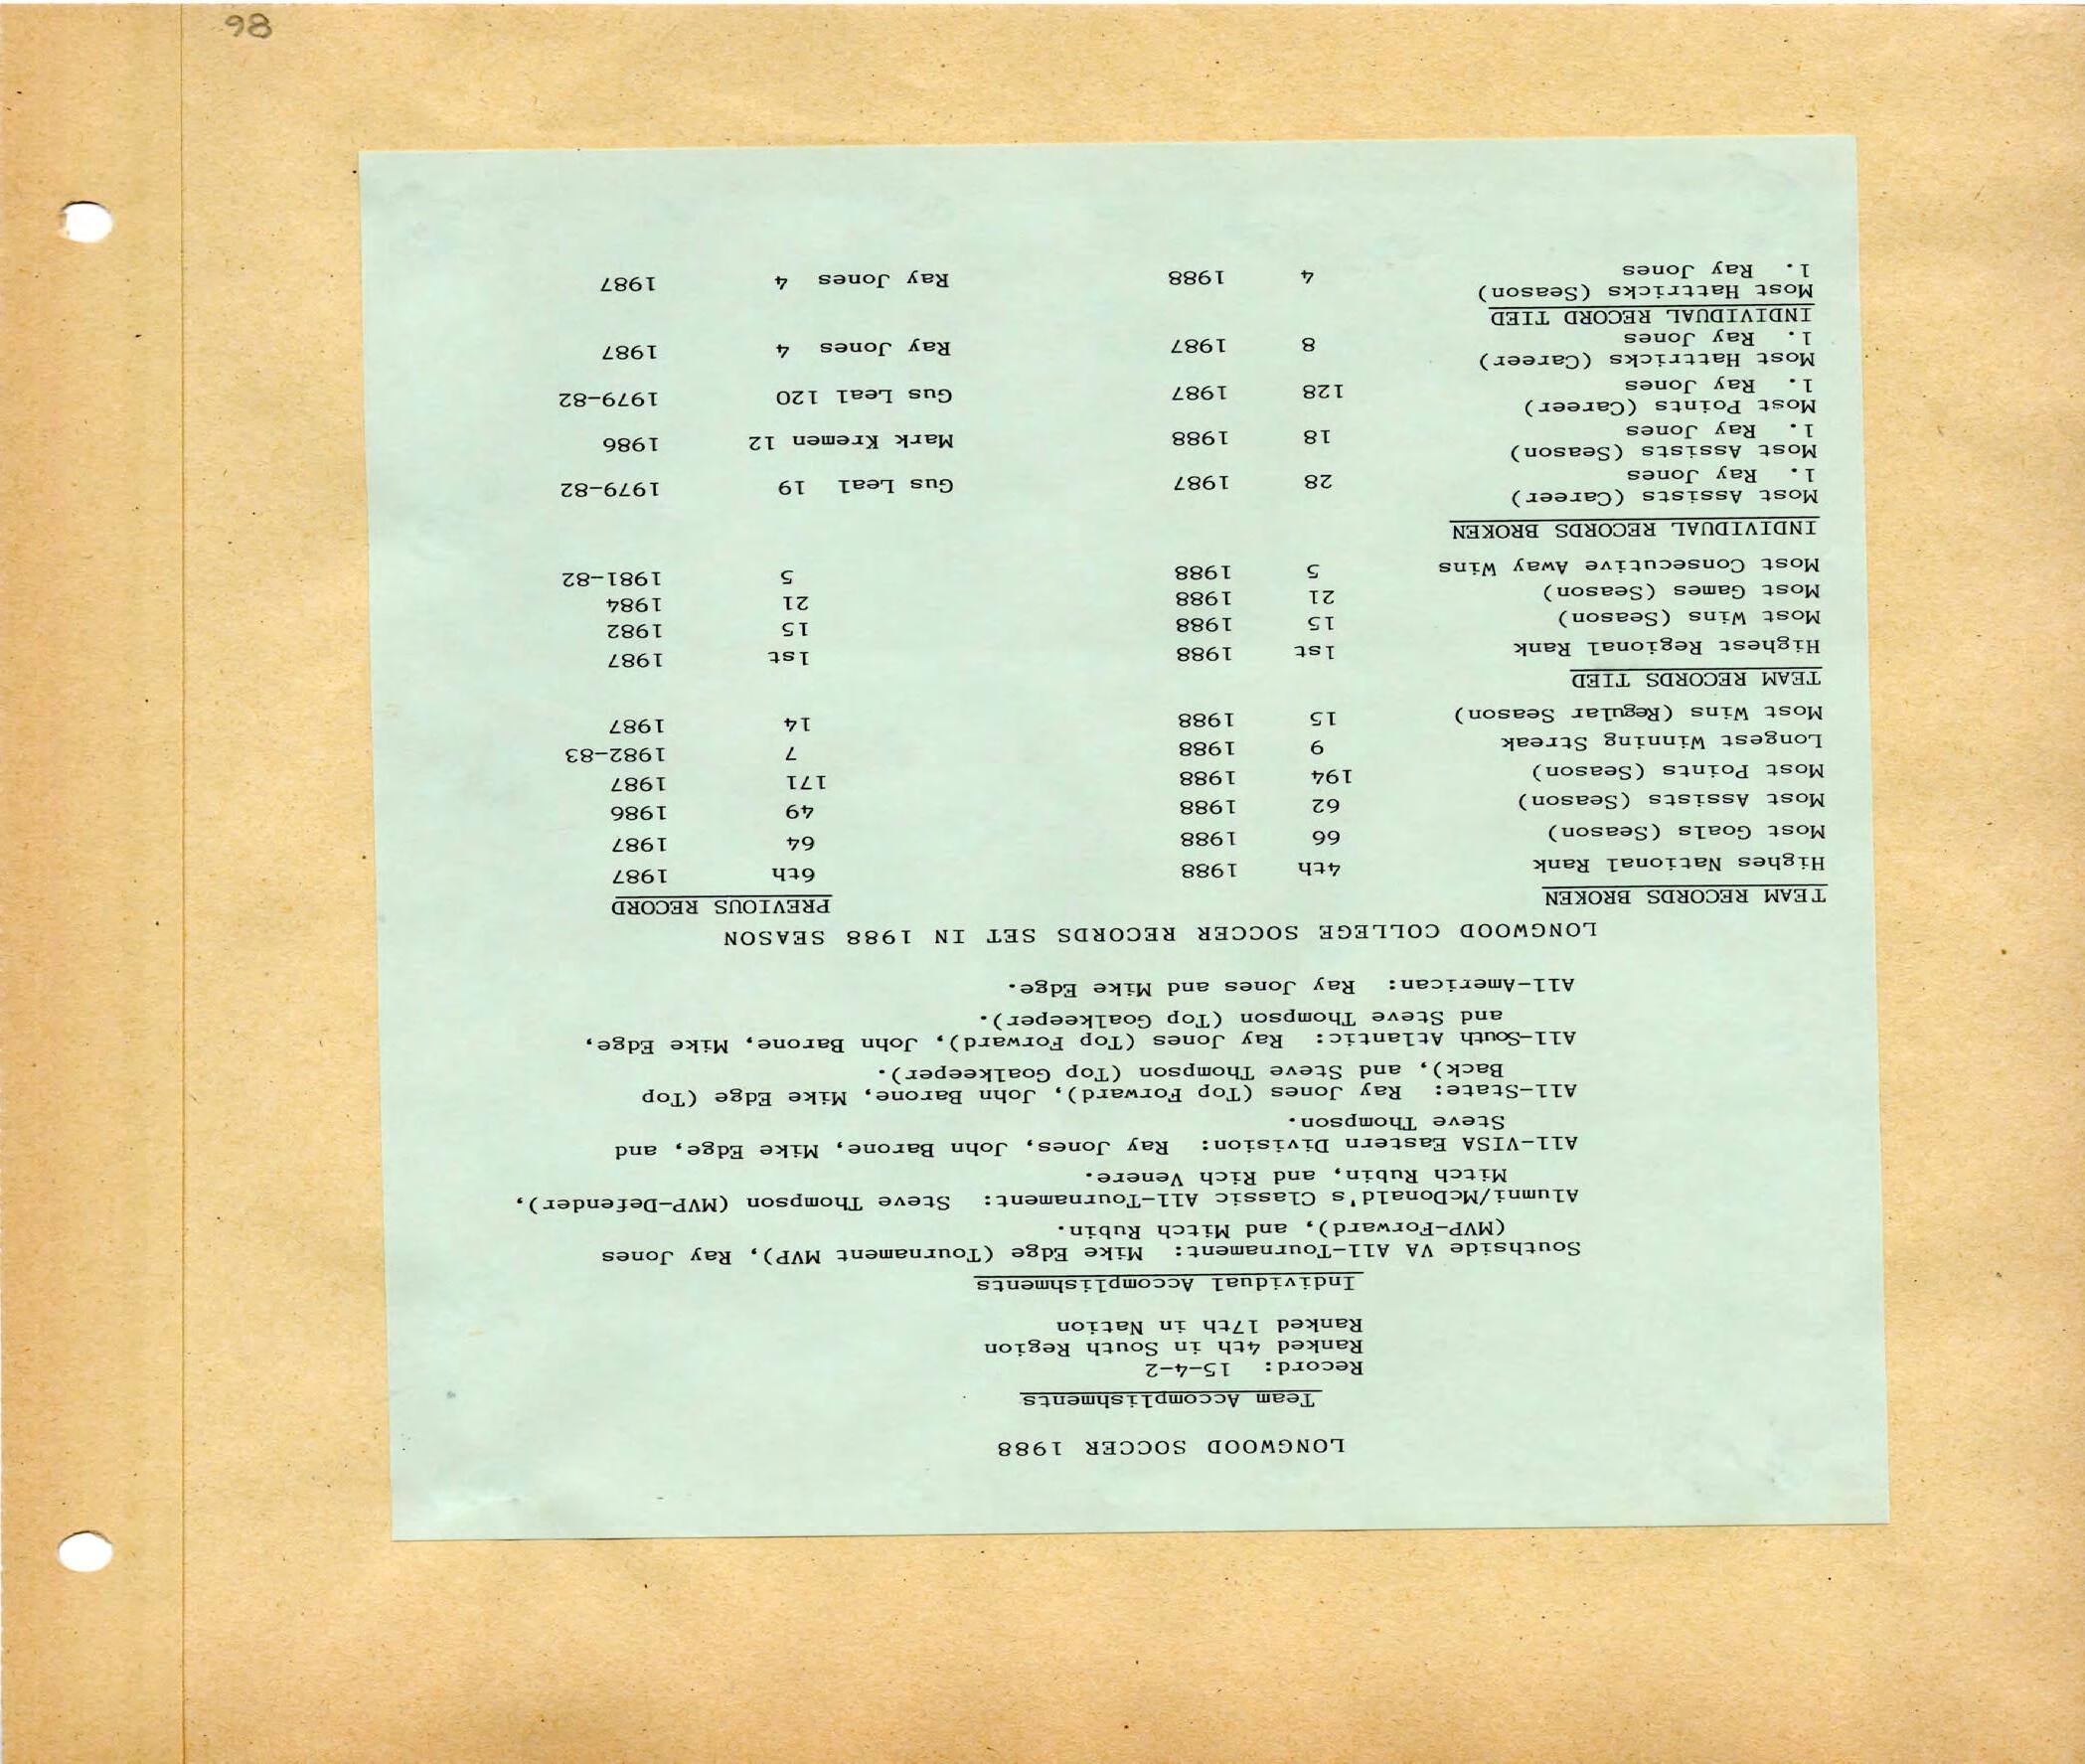 98
LONGWOOD SOCCER 1988
Team Accomplishments
Record: 15-4-2
Ranked 4th in South Region
Ranked 17th in Nation
Individual Accomplishments
Southside VA All-Tournament: Mike Edge (Tournament MVP), Ray Jones
(MVP-Forward), and Mitch Rubin.
Alumni/McDonald's Classic All-Tournament: Steve Thompson (MVP-Defender),
Mitch Rubin, and Rich Venere.
All-VISA Eastern Division: Ray Jones, John Barone, Mike Edge, and
Steve Thompson.
All-State: Ray Jones (Top Forward), John Barone, Mike Edge (Top
Back), and Steve Thompson (Top Goalkeeper).
All-South Atlantic: Ray Jones (Top Forward), John Barone, Mike Edge,
and Steve Thompson (Top Goalkeeper).
All-American: Ray Jones and Mike Edge.
LONGWOOD COLLEGE SOCCER RECORDS SET IN 1988 SEASON
TEAM RECORDS BROKEN PREVIOUS RECORD
Highes National Rank 4th 1988 6th 1987
Most Goals (Season) 66 1988 64 1987
Most Assists (Season) 62 1988 49 1986
Most Points (Season) 194 1988 171 1987
Longest Winning Streak 9 1988 7 1982-83
Most Wins (Regular Season) 15 1988 14 1987
TEAM RECORDS TIED
Highest Regional Rank 1st 1988 1st 1987
Most Wins (Season) 15 1988 15 1982
Most Games (Season) 21 1988 21 1984
Most Consecutive Away Wins 5 1988 5 1981-82
INDIVIDUAL RECORDS BROKEN
Most Assists (Career)
1. Ray Jones 28 1987 Gus Leal 19 1979-82
Most Assists (Season)
1. Ray Jones 18 1988 Mark Kremen 12 1986
Most Points (Career)
1. Ray Jones 128 1987 Gus Leal 120 1979-82
Most Hattricks (Career)
1. Ray Jones 8 1987 Ray Jones 4 1987
INDIVIDUAL RECORD TIED
Most Hattricks (Season)
1. Ray Jones 4 1988 Ray Jones 4 1987